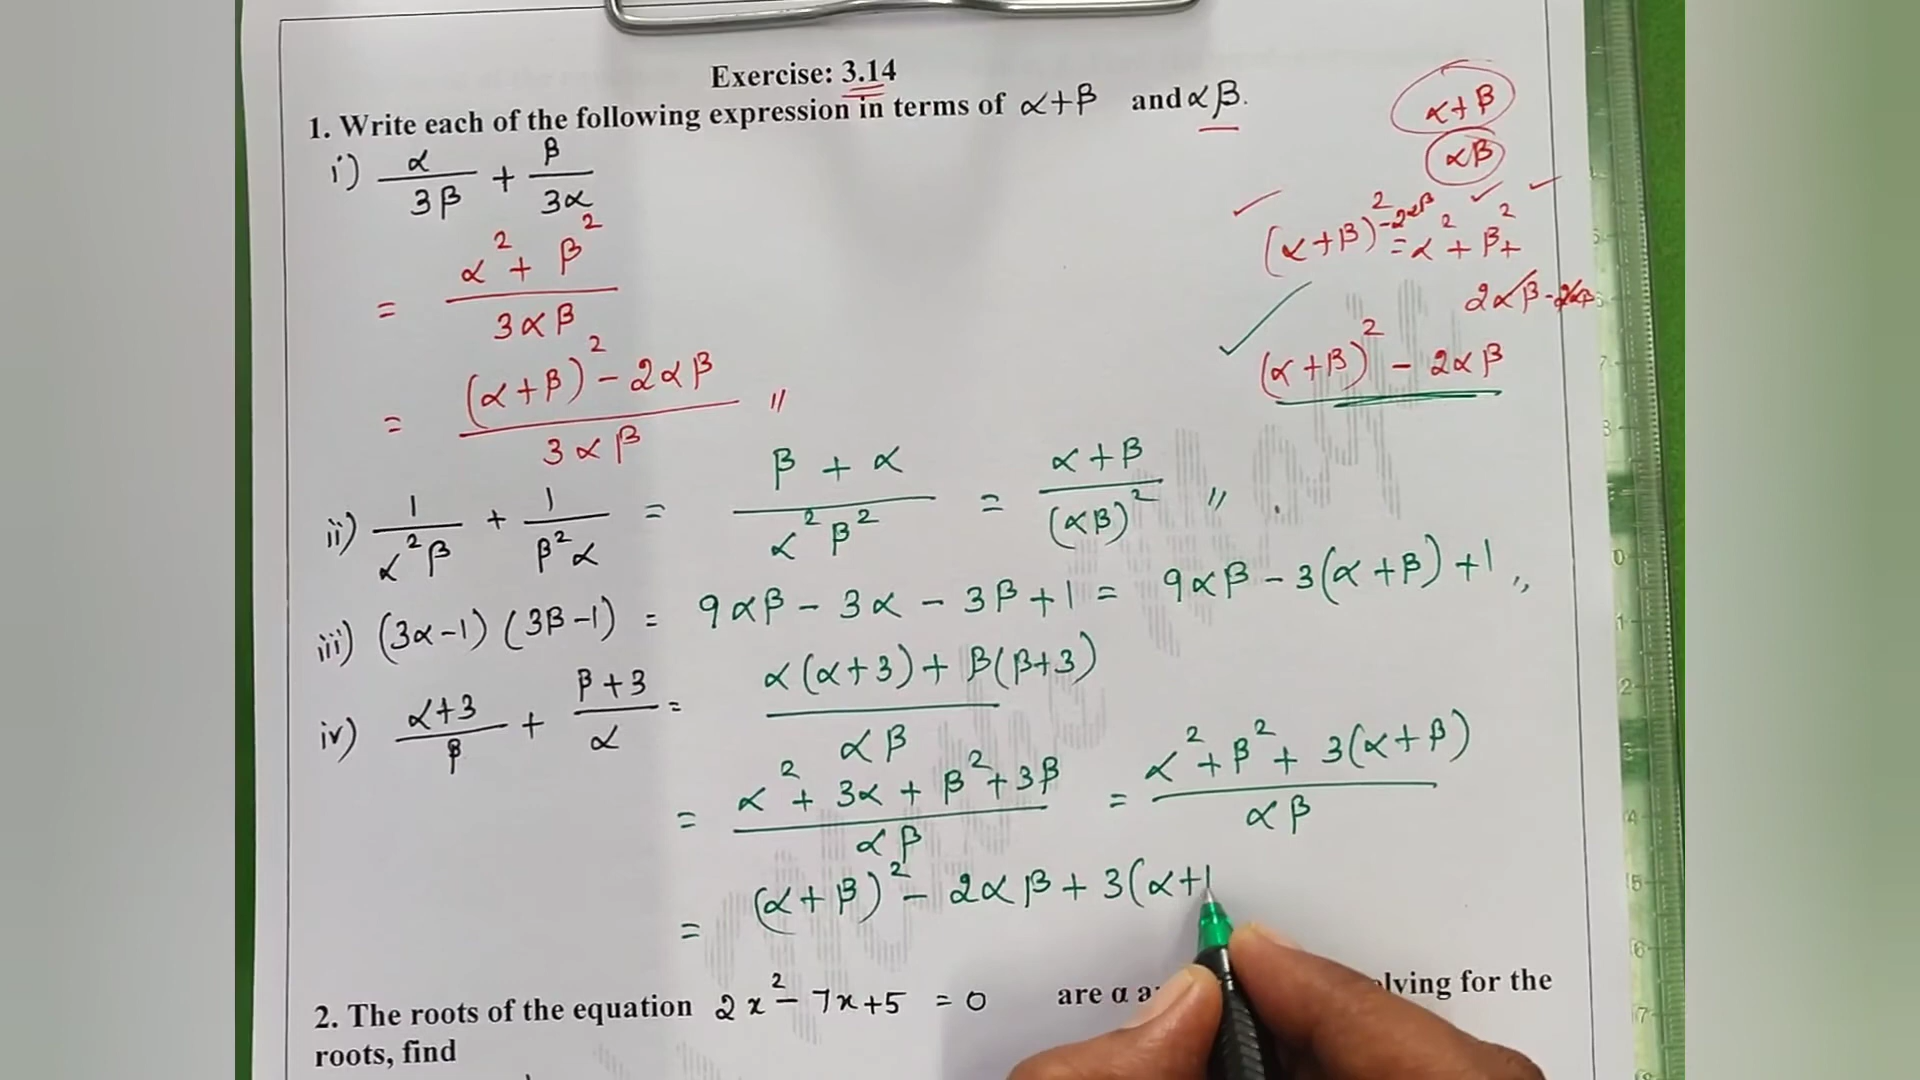 Exercise: 3.14
1. Write each of the following expression in terms of α+β and αβ.
α+β
αβ
i) α/3β + β/3α
(α+β)² -2αβ = α² + β² +
2αβ - 2αβ
= (α² + β²)/(3αβ)
(α+β)² - 2αβ
= ((α+β)² - 2αβ)/(3αβ) //
ii) 1/(α²β) + 1/(β²α) = (β + α)/(α²β²) = (α+β)/(αβ)² //
iii) (3α-1) (3β-1) = 9αβ - 3α - 3β + 1 = 9αβ - 3(α+β) + 1 //
iv) (α+3)/β + (β+3)/α = (α(α+3) + β(β+3))/(αβ)
= (α² + 3α + β² + 3β)/(αβ) = (α² + β² + 3(α+β))/(αβ)
= (α+β)² - 2αβ + 3(α+
2. The roots of the equation 2x² - 7x+5 = 0 are α a lving for the
roots, find